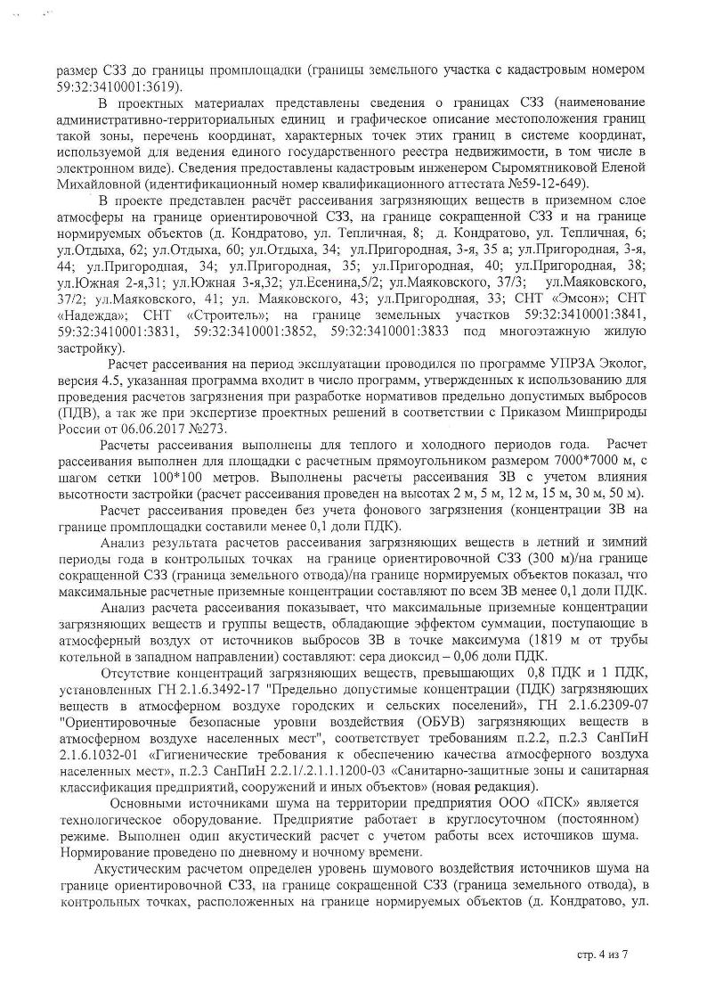 размер СЗЗ до границы промплощадки (границы земельного участка с кадастровым номером
59:32:3410001:3619).
В проектных материалах представлены сведения о границах СЗЗ (наименование
административно-территориальных единиц и графическое описание местоположения границ
такой зоны, перечень координат, характерных точек этих границ в системе координат,
используемой для ведения единого государственного реестра недвижимости, в том числе в
электронном виде). Сведения предоставлены кадастровым инженером Сыромятниковой Еленой
Михайловной (идентификационный номер квалификационного аттестата №59-12-649).
В проекте представлен расчёт рассеивания загрязняющих веществ в приземном слое
атмосферы на границе ориентировочной СЗЗ, на границе сокращенной СЗЗ и на границе
нормируемых объектов (д. Кондратово, ул. Тепличная, 8; д. Кондратово, ул. Тепличная, 6;
ул.Отдыха, 62; ул.Отдыха, 60; ул.Отдыха, 34; ул.Пригородная, 3-я, 35 а; ул.Пригородная, 3-я,
44; ул.Пригородная, 34; ул.Пригородная, 35; ул.Пригородная, 40; ул.Пригородная, 38;
ул.Южная 2-я,31; ул.Южная 3-я,32; ул.Есенина,5/2; ул.Маяковского, 37/3; ул.Маяковского,
37/2; ул.Маяковского, 41; ул. Маяковского, 43; ул.Пригородная, 33; СНТ «Эмсон»; СНТ
«Надежда»; СНТ «Строитель»; на границе земельных участков 59:32:3410001:3841,
59:32:3410001:3831, 59:32:3410001:3852, 59:32:3410001:3833 под многоэтажную жилую
застройку).
Расчет рассеивания на период эксплуатации проводился по программе УПРЗА Эколог,
версия 4.5, указанная программа входит в число программ, утвержденных к использованию для
проведения расчетов загрязнения при разработке нормативов предельно допустимых выбросов
(ПДВ), а так же при экспертизе проектных решений в соответствии с Приказом Минприроды
России от 06.06.2017 №273.
Расчеты рассеивания выполнены для теплого и холодного периодов года. Расчет
рассеивания выполнен для площадки с расчетным прямоугольником размером 7000*7000 м, с
шагом сетки 100*100 метров. Выполнены расчеты рассеивания ЗВ с учетом влияния
высотности застройки (расчет рассеивания проведен на высотах 2 м, 5 м, 12 м, 15 м, 30 м, 50 м).
Расчет рассеивания проведен без учета фонового загрязнения (концентрации ЗВ на
границе промплощадки составили менее 0,1 доли ПДК).
Анализ результата расчетов рассеивания загрязняющих веществ в летний и зимний
периоды года в контрольных точках на границе ориентировочной СЗЗ (300 м)/на границе
сокращенной СЗЗ (граница земельного отвода)/на границе нормируемых объектов показал, что
максимальные расчетные приземные концентрации составляют по всем ЗВ менее 0,1 доли ПДК.
Анализ расчета рассеивания показывает, что максимальные приземные концентрации
загрязняющих веществ и группы веществ, обладающие эффектом суммации, поступающие в
атмосферный воздух от источников выбросов ЗВ в точке максимума (1819 м от трубы
котельной в западном направлении) составляют: сера диоксид – 0,06 доли ПДК.
Отсутствие концентраций загрязняющих веществ, превышающих 0,8 ПДК и 1 ПДК,
установленных ГН 2.1.6.3492-17 "Предельно допустимые концентрации (ПДК) загрязняющих
веществ в атмосферном воздухе городских и сельских поселений», ГН 2.1.6.2309-07
"Ориентировочные безопасные уровни воздействия (ОБУВ) загрязняющих веществ в
атмосферном воздухе населенных мест", соответствует требованиям п.2.2, п.2.3 СанПиН
2.1.6.1032-01 «Гигиенические требования к обеспечению качества атмосферного воздуха
населенных мест», п.2.3 СанПиН 2.2.1/.2.1.1.1200-03 «Санитарно-защитные зоны и санитарная
классификация предприятий, сооружений и иных объектов» (новая редакция).
Основными источниками шума на территории предприятия ООО «ПСК» является
технологическое оборудование. Предприятие работает в круглосуточном (постоянном)
режиме. Выполнен один акустический расчет с учетом работы всех источников шума.
Нормирование проведено по дневному и ночному времени.
Акустическим расчетом определен уровень шумового воздействия источников шума на
границе ориентировочной СЗЗ, на границе сокращенной СЗЗ (граница земельного отвода), в
контрольных точках, расположенных на границе нормируемых объектов (д. Кондратово, ул.
стр. 4 из 7